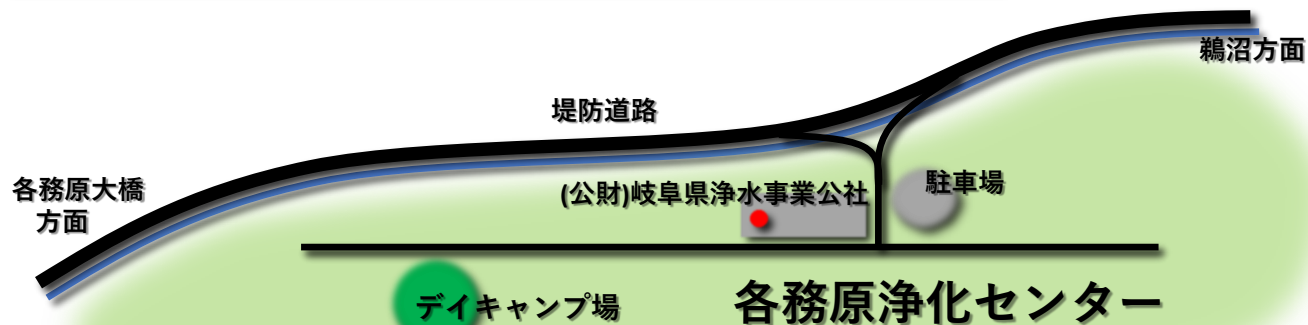 鵜沼方面
堤防道路
各務原大橋
方面
(公財)岐阜県浄水事業公社
駐車場
デイキャンプ場
各務原浄化センター